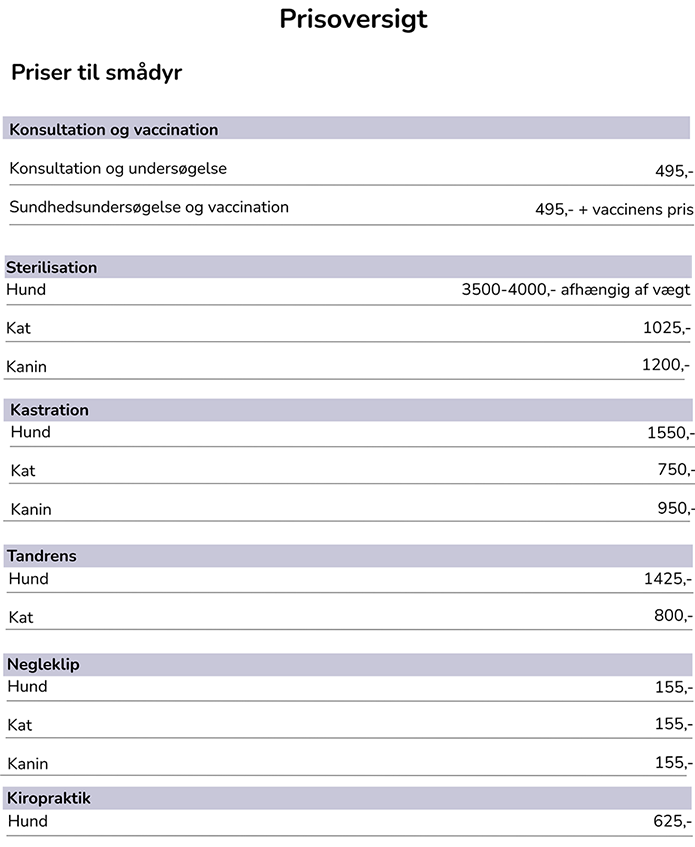 Prisoversigt
Priser til smådyr
Konsultation og vaccination
Konsultation og undersøgelse 495,-
Sundhedsundersøgelse og vaccination 495,- + vaccinens pris
Sterilisation
Hund 3500-4000,- afhængig af vægt
Kat 1025,-
Kanin 1200,-
Kastration
Hund 1550,-
Kat 750,-
Kanin 950,-
Tandrens
Hund 1425,-
Kat 800,-
Negleklip
Hund 155,-
Kat 155,-
Kanin 155,-
Kiropraktik
Hund 625,-